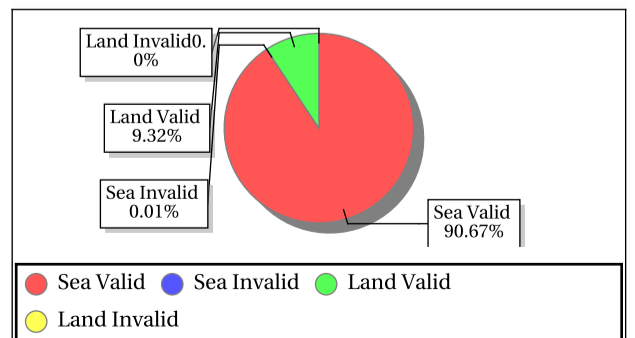 Land Invalid0.
0%
Land Valid
9.32%
Sea Invalid
0.01%
Sea Valid
90.67%
Sea Valid Sea Invalid Land Valid
Land Invalid